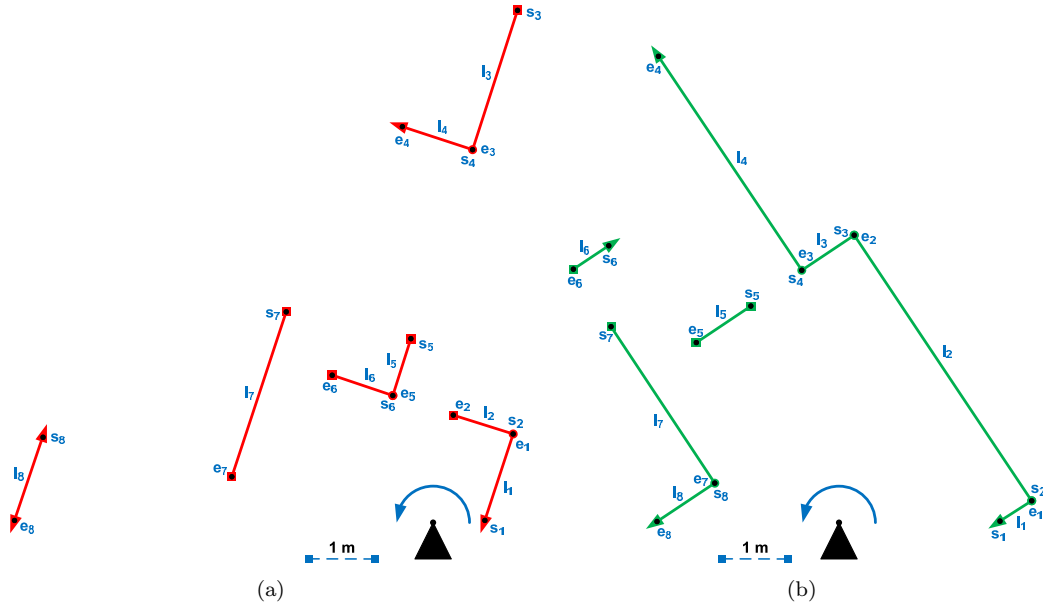 s₃
l₃
l₄
e₄
s₄
e₃
s₇
l₇
e₇
s₈
l₈
e₈
s₅
l₅
l₆
e₆
s₆
e₅
e₂
l₂
s₂
e₁
l₁
s₁
1 m
(a)
e₄
l₄
s₃
e₂
l₃
e₃
s₄
l₆
s₆
e₆
s₅
l₅
e₅
s₇
l₇
l₂
e₇
s₈
l₈
e₈
s₂
e₁
l₁
s₁
1 m
(b)